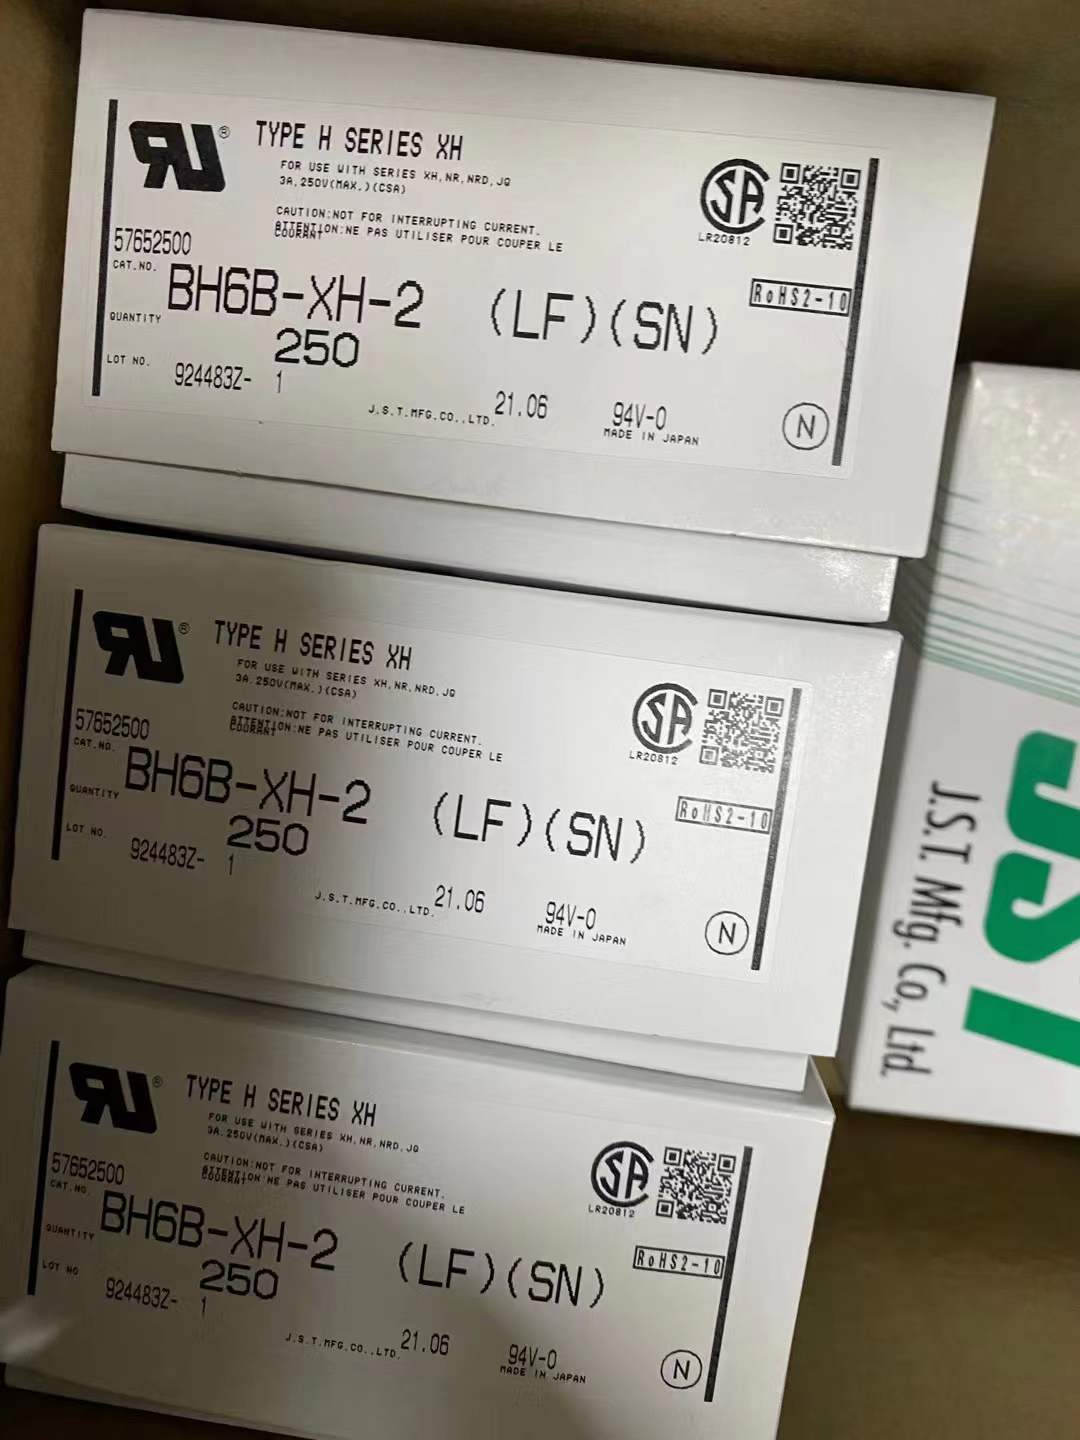 RU® TYPE H SERIES XH
FOR USE WITH SERIES XH,NR,NRD,JQ
3A,250V(MAX.)(CSA)
CAUTION:NOT FOR INTERRUPTING CURRENT.
ATTENTION:NE PAS UTILISER POUR COUPER LE
COURANT
SA
LR20812
57652500
CAT.NO. BH6B-XH-2 (LF)(SN)
RoHS2-10
QUANTITY 250
LOT NO. 924483Z- 1
J.S.T.MFG.CO.,LTD. 21.06 94V-0
MADE IN JAPAN
N
RU® TYPE H SERIES XH
FOR USE WITH SERIES XH,NR,NRD,JQ
3A,250V(MAX.)(CSA)
CAUTION:NOT FOR INTERRUPTING CURRENT.
ATTENTION:NE PAS UTILISER POUR COUPER LE
COURANT
SA
LR20812
57652500
CAT.NO. BH6B-XH-2 (LF)(SN)
RoHS2-10
QUANTITY 250
LOT NO. 924483Z- 1
J.S.T.MFG.CO.,LTD. 21.06 94V-0
MADE IN JAPAN
N
RU® TYPE H SERIES XH
FOR USE WITH SERIES XH,NR,NRD,JQ
3A,250V(MAX.)(CSA)
CAUTION:NOT FOR INTERRUPTING CURRENT.
ATTENTION:NE PAS UTILISER POUR COUPER LE
COURANT
SA
LR20812
57652500
CAT.NO. BH6B-XH-2 (LF)(SN)
RoHS2-10
QUANTITY 250
LOT NO 924483Z- 1
J.S.T.MFG.CO.,LTD. 21.06 94V-0
MADE IN JAPAN
N
JST
J.S.T. Mfg. Co., Ltd.